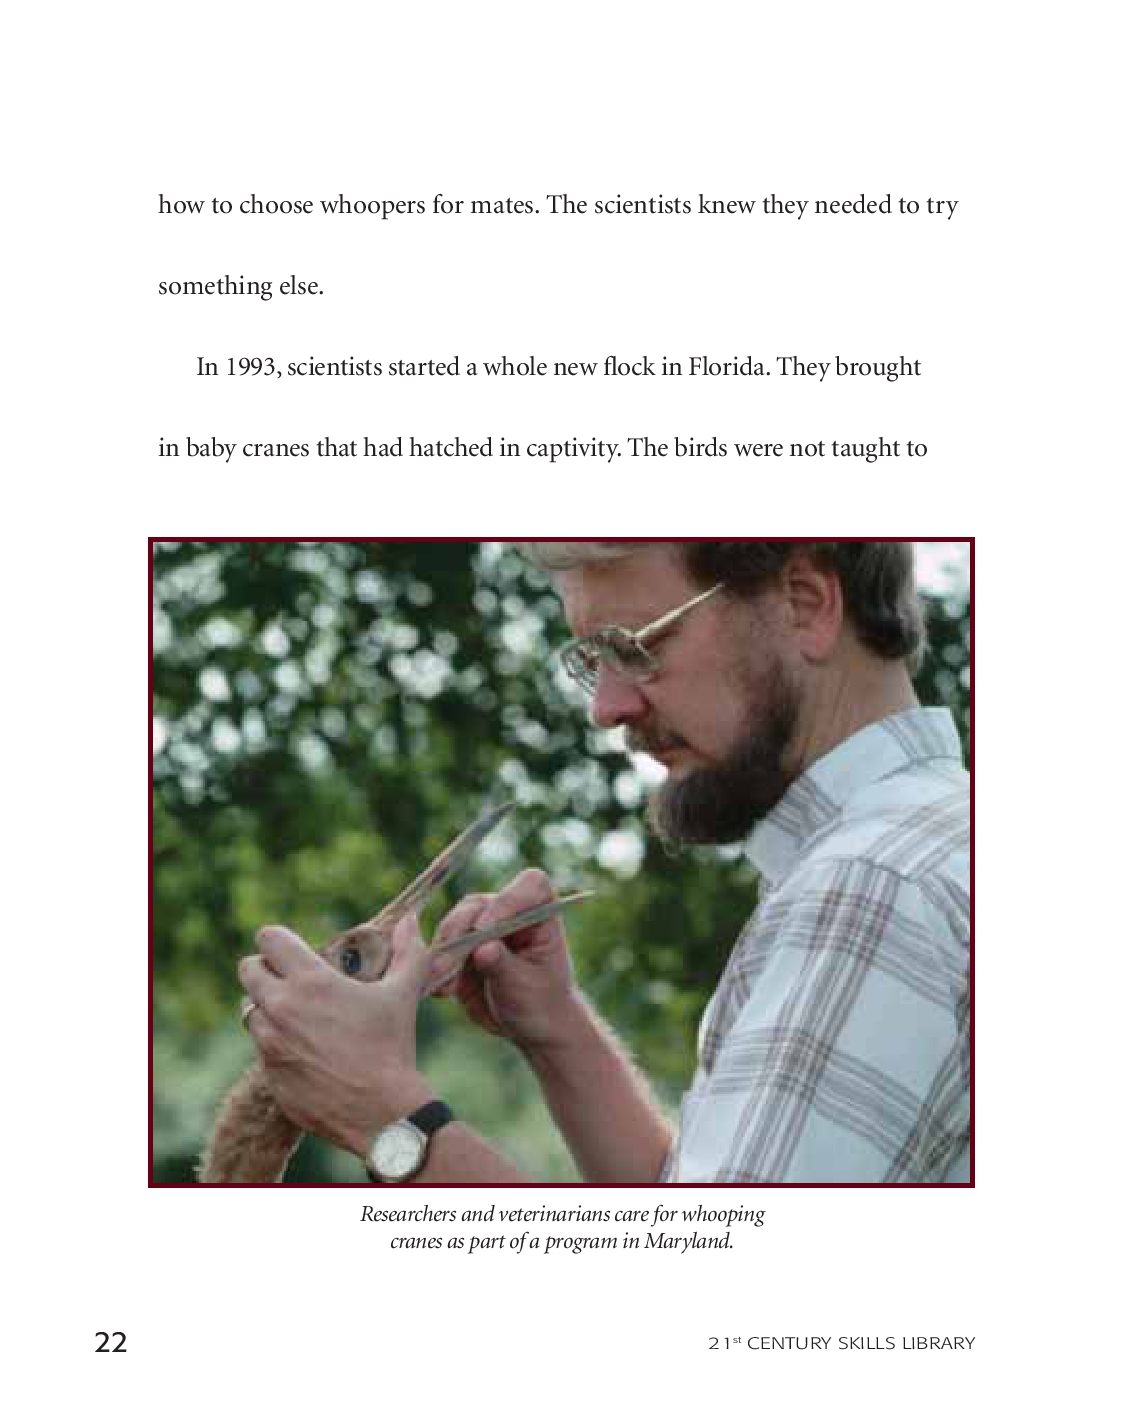 how to choose whoopers for mates. The scientists knew they needed to try
something else.
In 1993, scientists started a whole new flock in Florida. They brought
in baby cranes that had hatched in captivity. The birds were not taught to
Researchers and veterinarians care for whooping
cranes as part of a program in Maryland.
22
21st CENTURY SKILLS LIBRARY